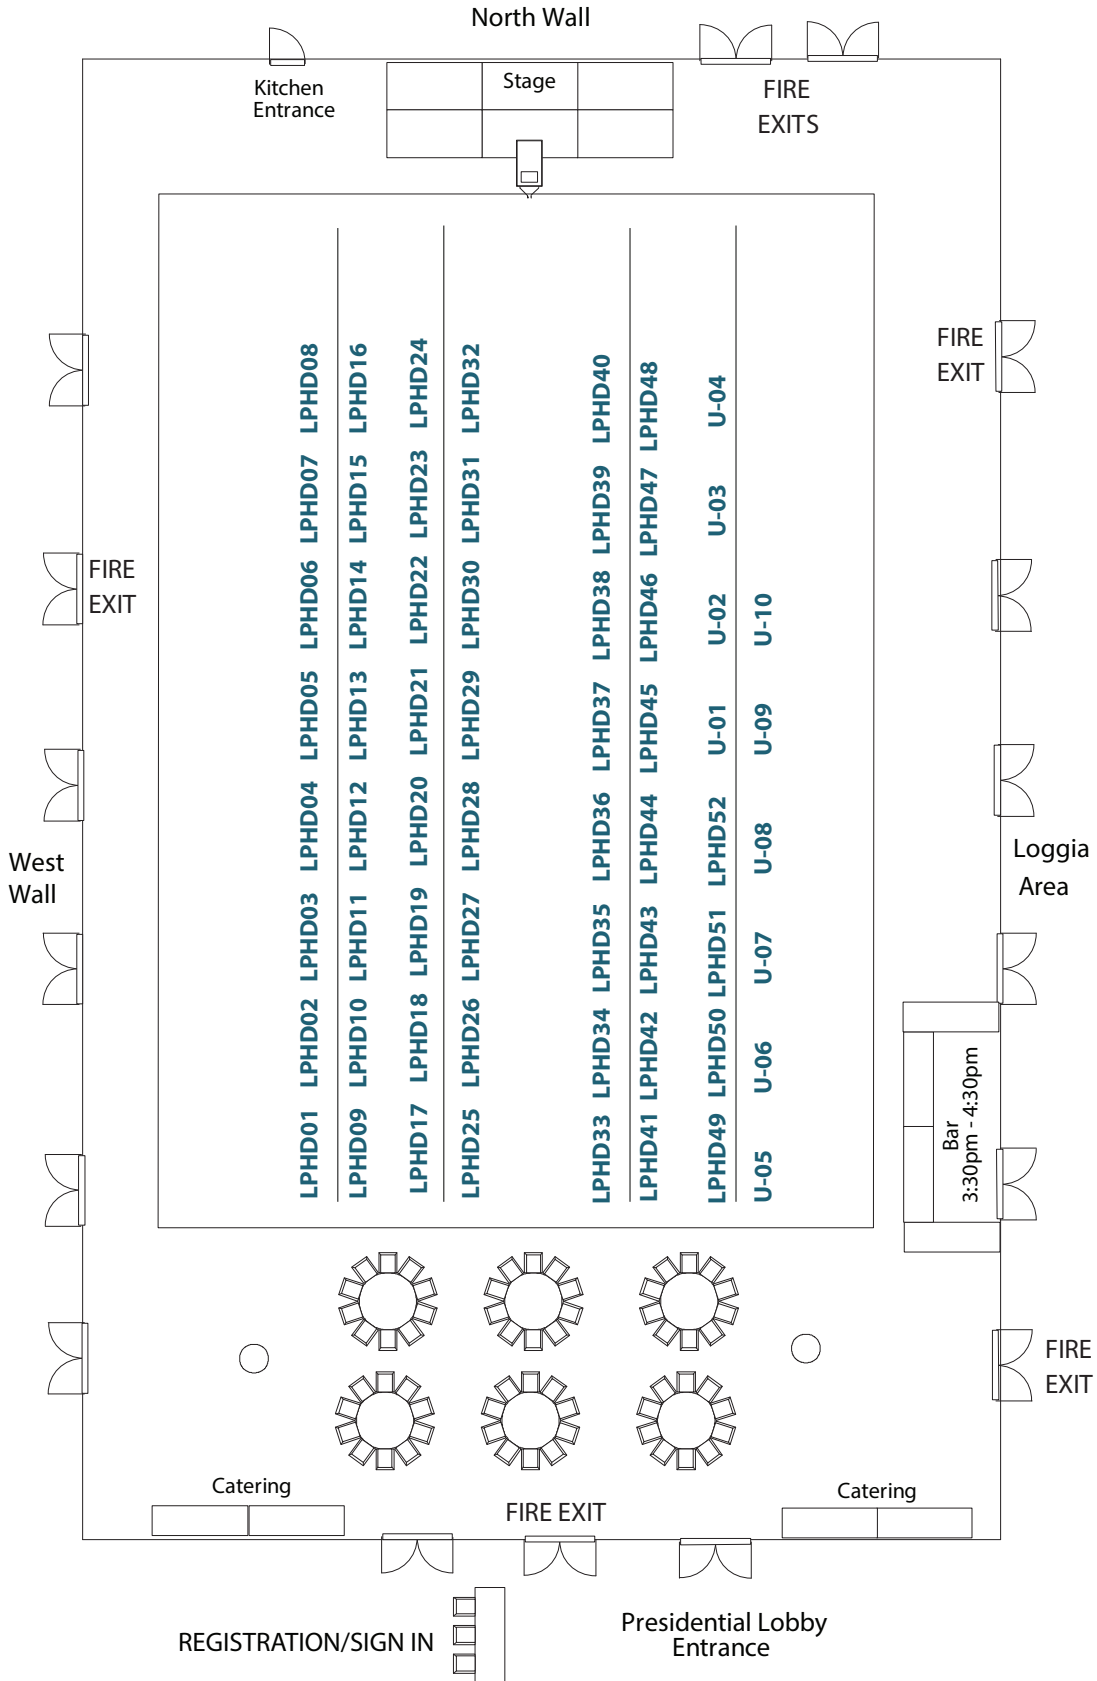 North Wall
Kitchen
Entrance
Stage
FIRE
EXITS
FIRE
EXIT
FIRE
EXIT
West
Wall
Loggia
Area
LPHD01 LPHD02 LPHD03 LPHD04 LPHD05 LPHD06 LPHD07 LPHD08
LPHD09 LPHD10 LPHD11 LPHD12 LPHD13 LPHD14 LPHD15 LPHD16
LPHD17 LPHD18 LPHD19 LPHD20 LPHD21 LPHD22 LPHD23 LPHD24
LPHD25 LPHD26 LPHD27 LPHD28 LPHD29 LPHD30 LPHD31 LPHD32
LPHD33 LPHD34 LPHD35 LPHD36 LPHD37 LPHD38 LPHD39 LPHD40
LPHD41 LPHD42 LPHD43 LPHD44 LPHD45 LPHD46 LPHD47 LPHD48
LPHD49 LPHD50 LPHD51 LPHD52 U-01 U-02 U-03 U-04
U-05 U-06 U-07 U-08 U-09 U-10
Bar
3:30pm - 4:30pm
FIRE
EXIT
Catering
FIRE EXIT
Catering
REGISTRATION/SIGN IN
Presidential Lobby
Entrance